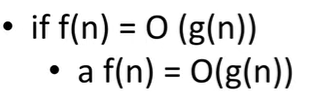 • if f(n) = O (g(n))
• a f(n) = O(g(n))